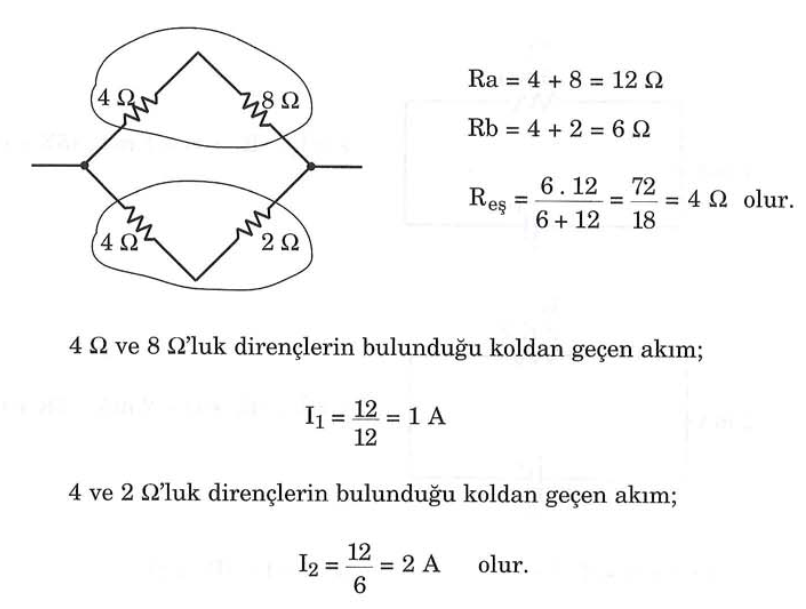 4 Ω
8 Ω
4 Ω
2 Ω
Ra = 4 + 8 = 12 Ω
Rb = 4 + 2 = 6 Ω
Reş = 6 . 12 / 6 + 12 = 72 / 18 = 4 Ω olur.
4 Ω ve 8 Ω’luk dirençlerin bulunduğu koldan geçen akım;
I1 = 12 / 12 = 1 A
4 ve 2 Ω’luk dirençlerin bulunduğu koldan geçen akım;
I2 = 12 / 6 = 2 A olur.